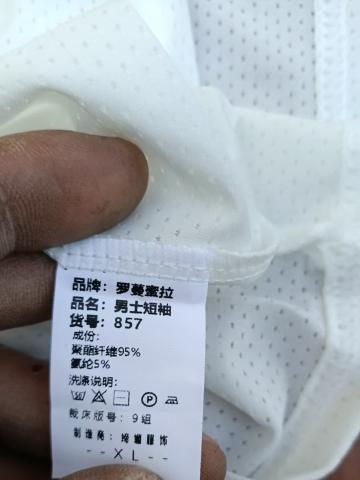 品牌：罗蔓蜜拉
品名：男士短袖
货号：857
成份：
聚酯纤维95%
氨纶5%
洗涤说明：
P
裁床版号：9组
--XL--